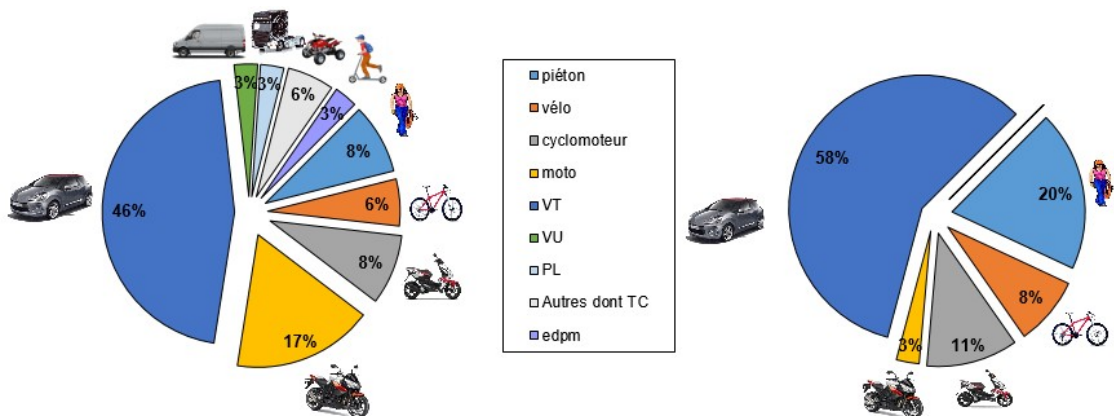 3%
3%
6%
3%
8%
6%
8%
17%
46%
piéton
vélo
cyclomoteur
moto
VT
VU
PL
Autres dont TC
edpm
58%
20%
8%
11%
3%